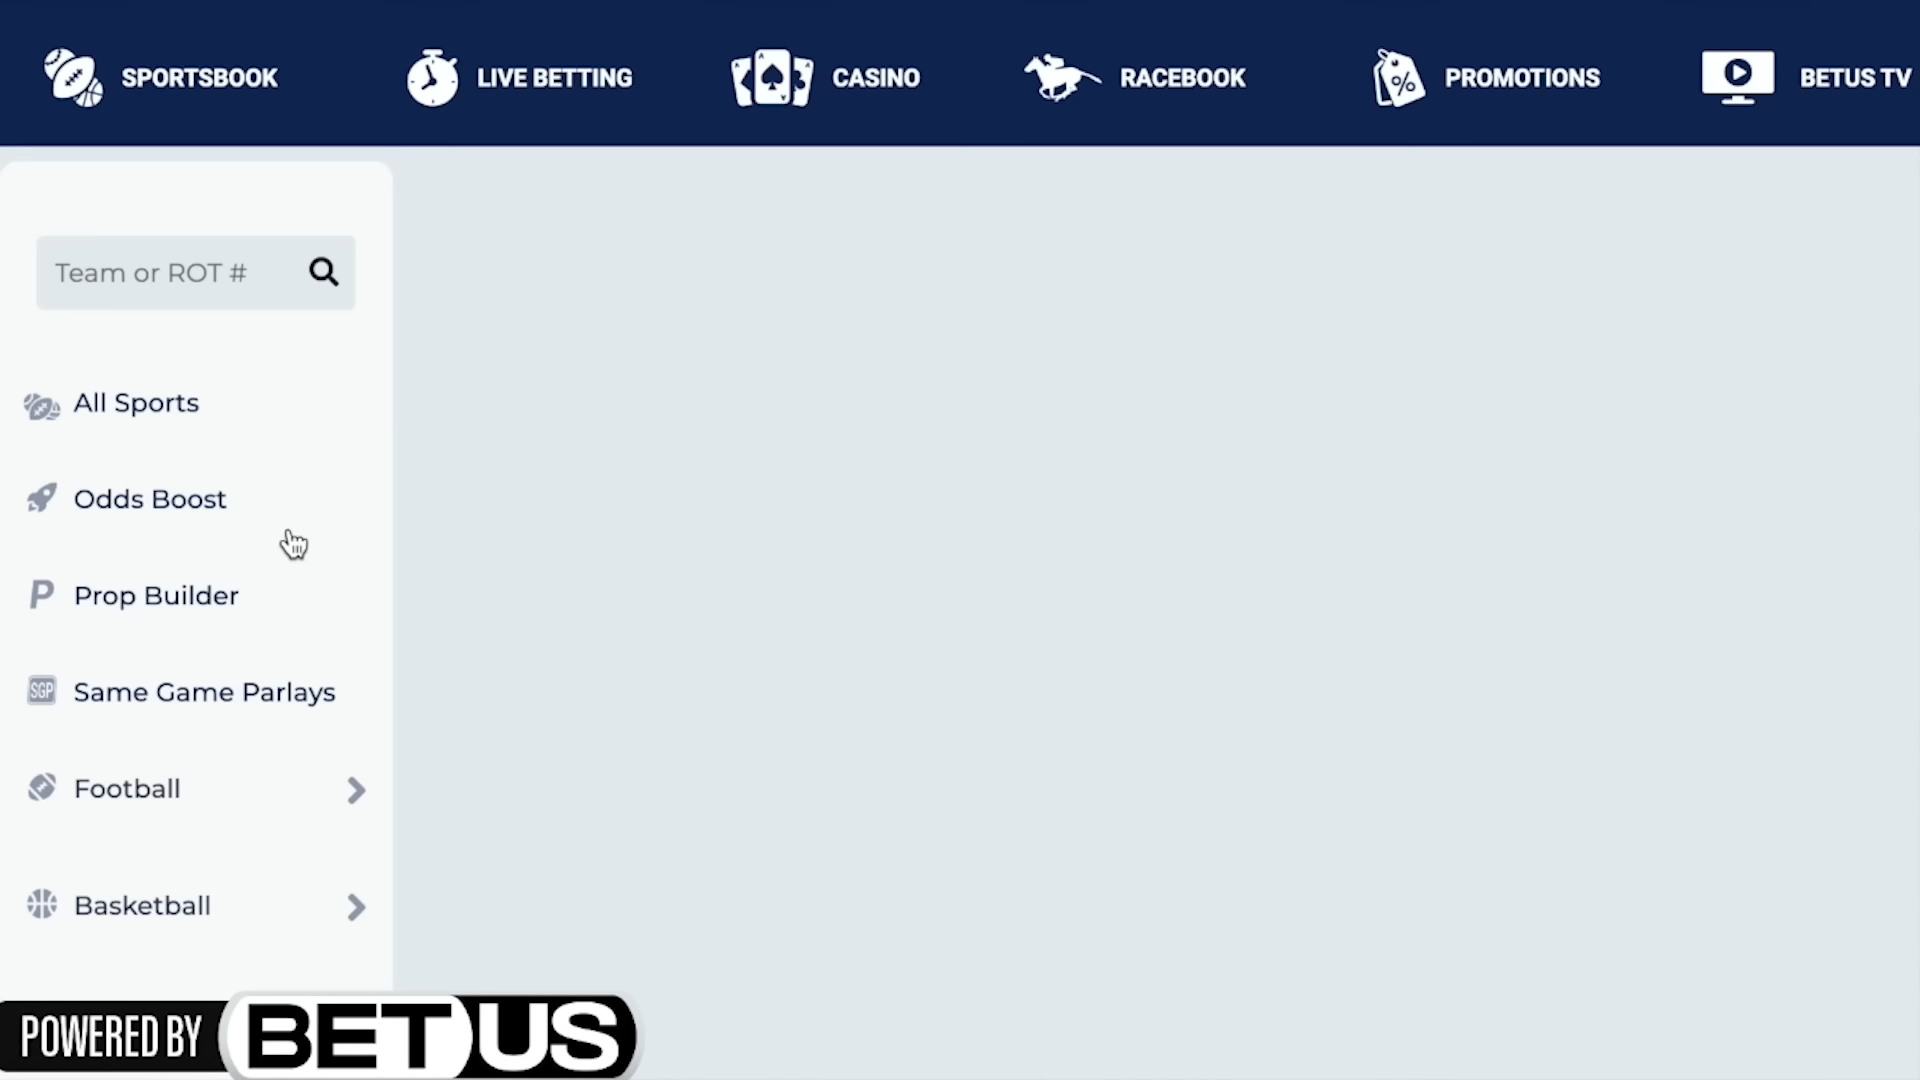 SPORTSBOOK
LIVE BETTING
CASINO
RACEBOOK
PROMOTIONS
BETUS TV
Team or ROT #
All Sports
Odds Boost
P Prop Builder
SGP Same Game Parlays
Football
Basketball
POWERED BY BETUS